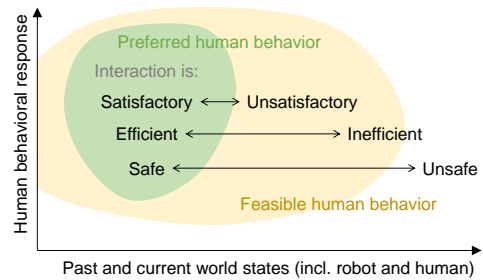 Preferred human behavior
Interaction is:
Satisfactory Unsatisfactory
Efficient Inefficient
Safe Unsafe
Feasible human behavior
Human behavioral response
Past and current world states (incl. robot and human)